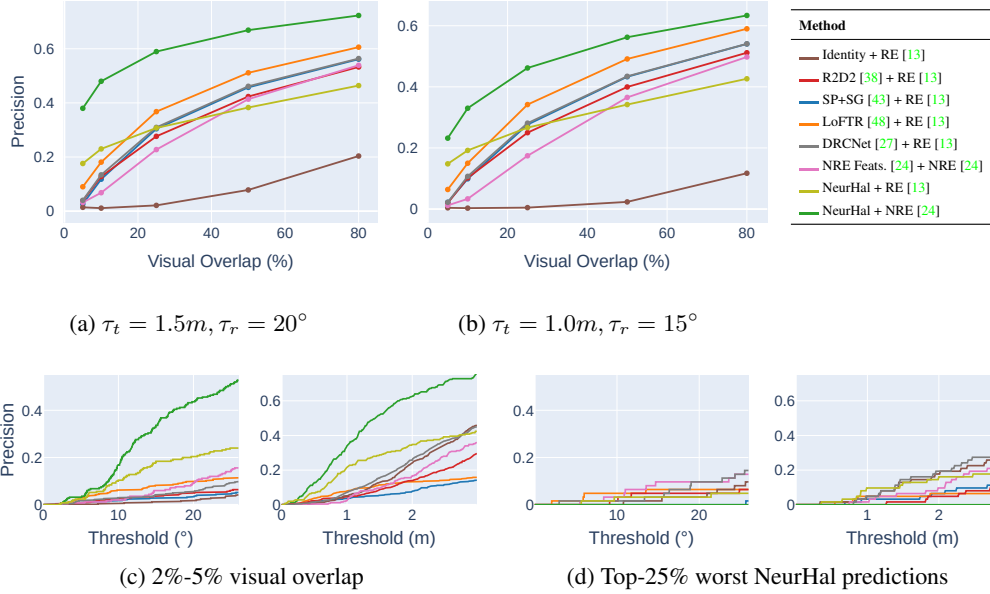 Precision
0.6
0.4
0.2
0
0 20 40 60 80
Visual Overlap (%)
(a) τt = 1.5m, τr = 20°
0.6
0.4
0.2
0
0 20 40 60 80
Visual Overlap (%)
(b) τt = 1.0m, τr = 15°
Method
Identity + RE [13]
R2D2 [38] + RE [13]
SP+SG [43] + RE [13]
LoFTR [48] + RE [13]
DRCNet [27] + RE [13]
NRE Feats. [24] + NRE [24]
NeurHal + RE [13]
NeurHal + NRE [24]
Precision
0.4
0.2
0
10 20
Threshold (°)
0.6
0.4
0.2
0
1 2
Threshold (m)
(c) 2%-5% visual overlap
0.4
0.2
0
10 20
Threshold (°)
0.6
0.4
0.2
0
1 2
Threshold (m)
(d) Top-25% worst NeurHal predictions